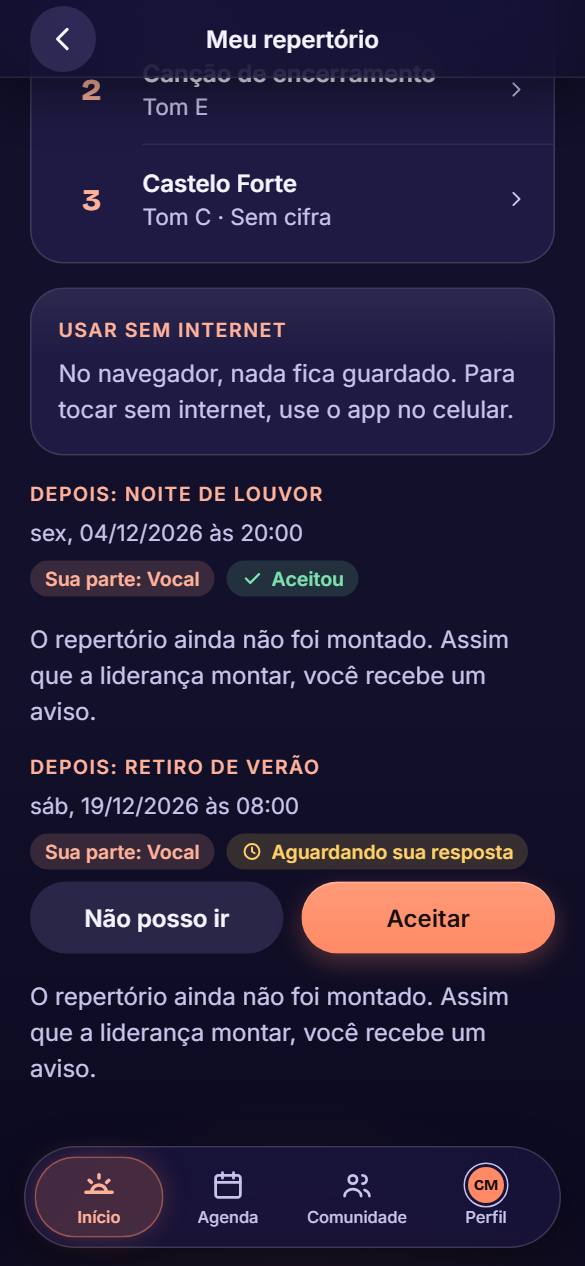 Meu repertório
2
Canção de encerramento
Tom E
3
Castelo Forte
Tom C · Sem cifra
USAR SEM INTERNET
No navegador, nada fica guardado. Para
tocar sem internet, use o app no celular.
DEPOIS: NOITE DE LOUVOR
sex, 04/12/2026 às 20:00
Sua parte: Vocal
Aceitou
O repertório ainda não foi montado. Assim
que a liderança montar, você recebe um
aviso.
DEPOIS: RETIRO DE VERÃO
sáb, 19/12/2026 às 08:00
Sua parte: Vocal
Aguardando sua resposta
Não posso ir
Aceitar
O repertório ainda não foi montado. Assim
que a liderança montar, você recebe um
aviso.
Início
Agenda
Comunidade
CM
Perfil